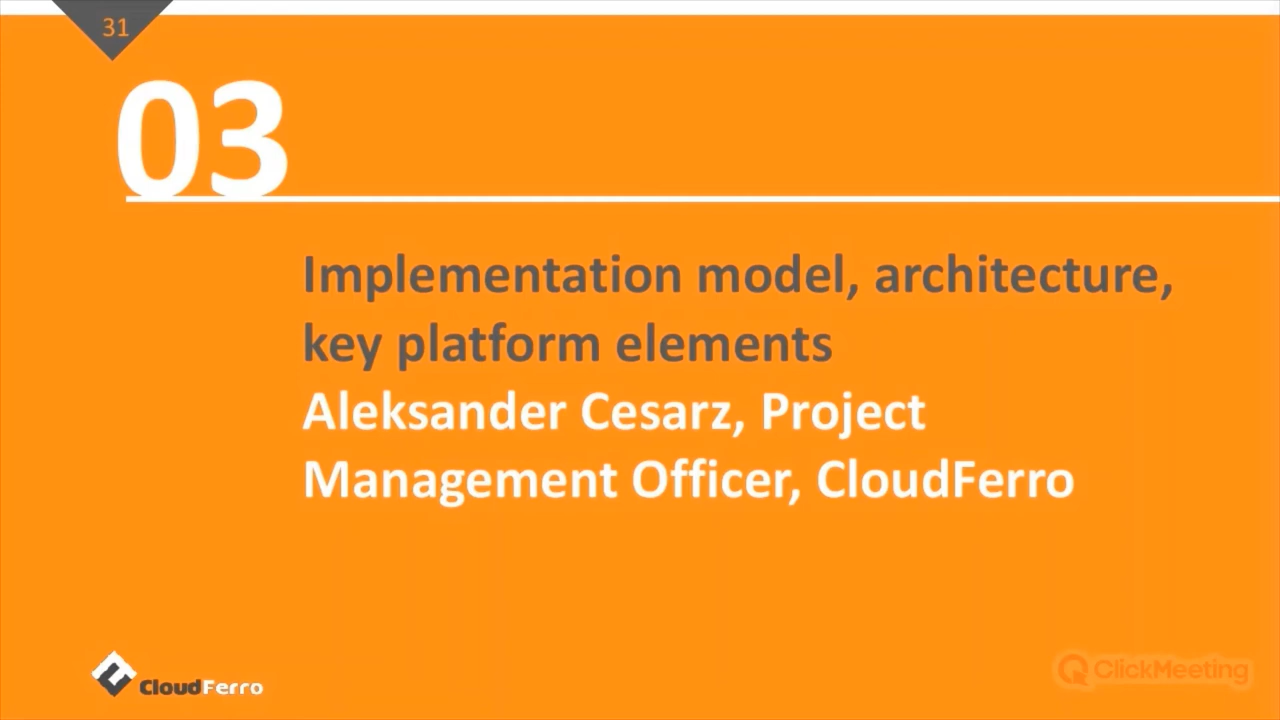 31
03
Implementation model, architecture,
key platform elements
Aleksander Cesarz, Project
Management Officer, CloudFerro
CloudFerro
ClickMeeting